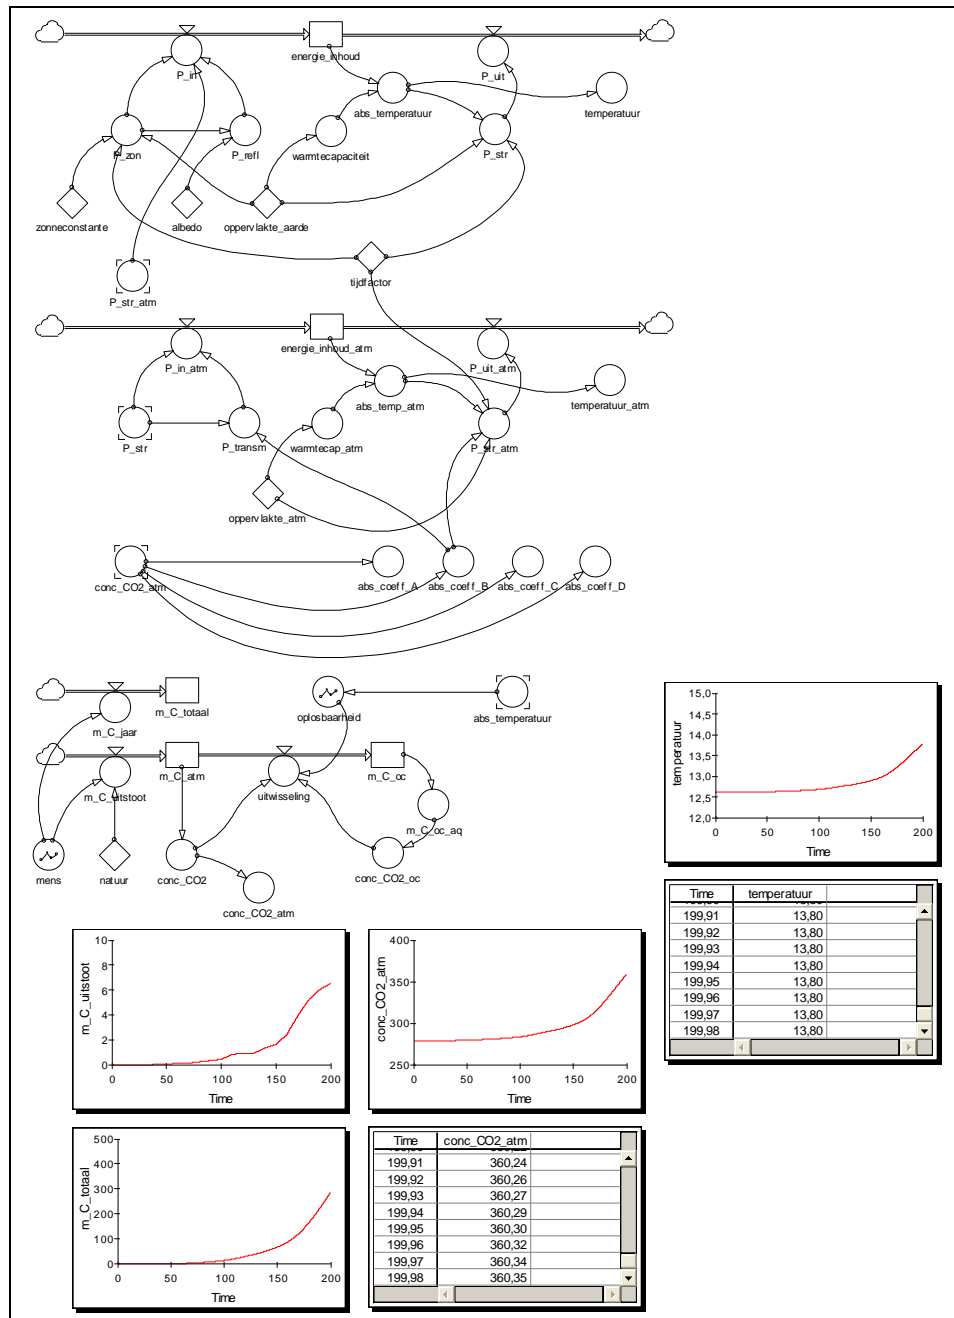 energie_inhoud
P_in
P_uit
abs_temperatuur
temperatuur
P_zon
P_refl
warmtecapaciteit
P_str
zonneconstante
albedo
oppervlakte_aarde
tijdfactor
P_str_atm
energie_inhoud_atm
P_in_atm
P_uit_atm
abs_temp_atm
temperatuur_atm
P_str
P_transm
warmtecap_atm
P_str_atm
oppervlakte_atm
conc_CO2_atm
abs_coeff_A
abs_coeff_B
abs_coeff_C
abs_coeff_D
m_C_totaal
oplosbaarheid
abs_temperatuur
m_C_jaar
m_C_atm
m_C_oc
m_C_uitstoot
uitwisseling
m_C_oc_aq
mens
natuur
conc_CO2
conc_CO2_oc
conc_CO2_atm
temperatuur
15,0
14,5
14,0
13,5
13,0
12,5
12,0
0 50 100 150 200
Time
Time temperatuur
199,91 13,80
199,92 13,80
199,93 13,80
199,94 13,80
199,95 13,80
199,96 13,80
199,97 13,80
199,98 13,80
m_C_uitstoot
10
8
6
4
2
0
0 50 100 150 200
Time
conc_CO2_atm
400
350
300
250
0 50 100 150 200
Time
m_C_totaal
500
400
300
200
100
0
0 50 100 150 200
Time
Time conc_CO2_atm
199,91 360,24
199,92 360,26
199,93 360,27
199,94 360,29
199,95 360,30
199,96 360,32
199,97 360,34
199,98 360,35